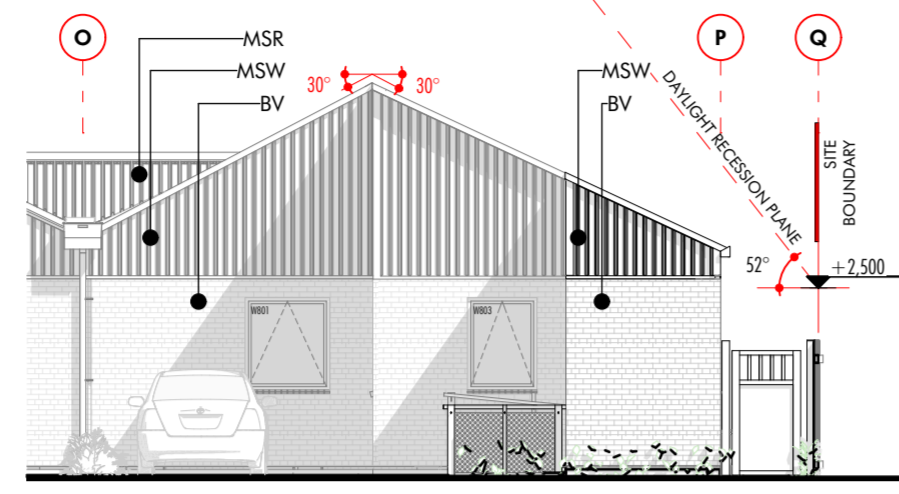 O
P
Q
MSR
MSW
BV
30°
30°
MSW
BV
DAYLIGHT RECESSION PLANE
SITE
BOUNDARY
52°
+2,500
W801
W803